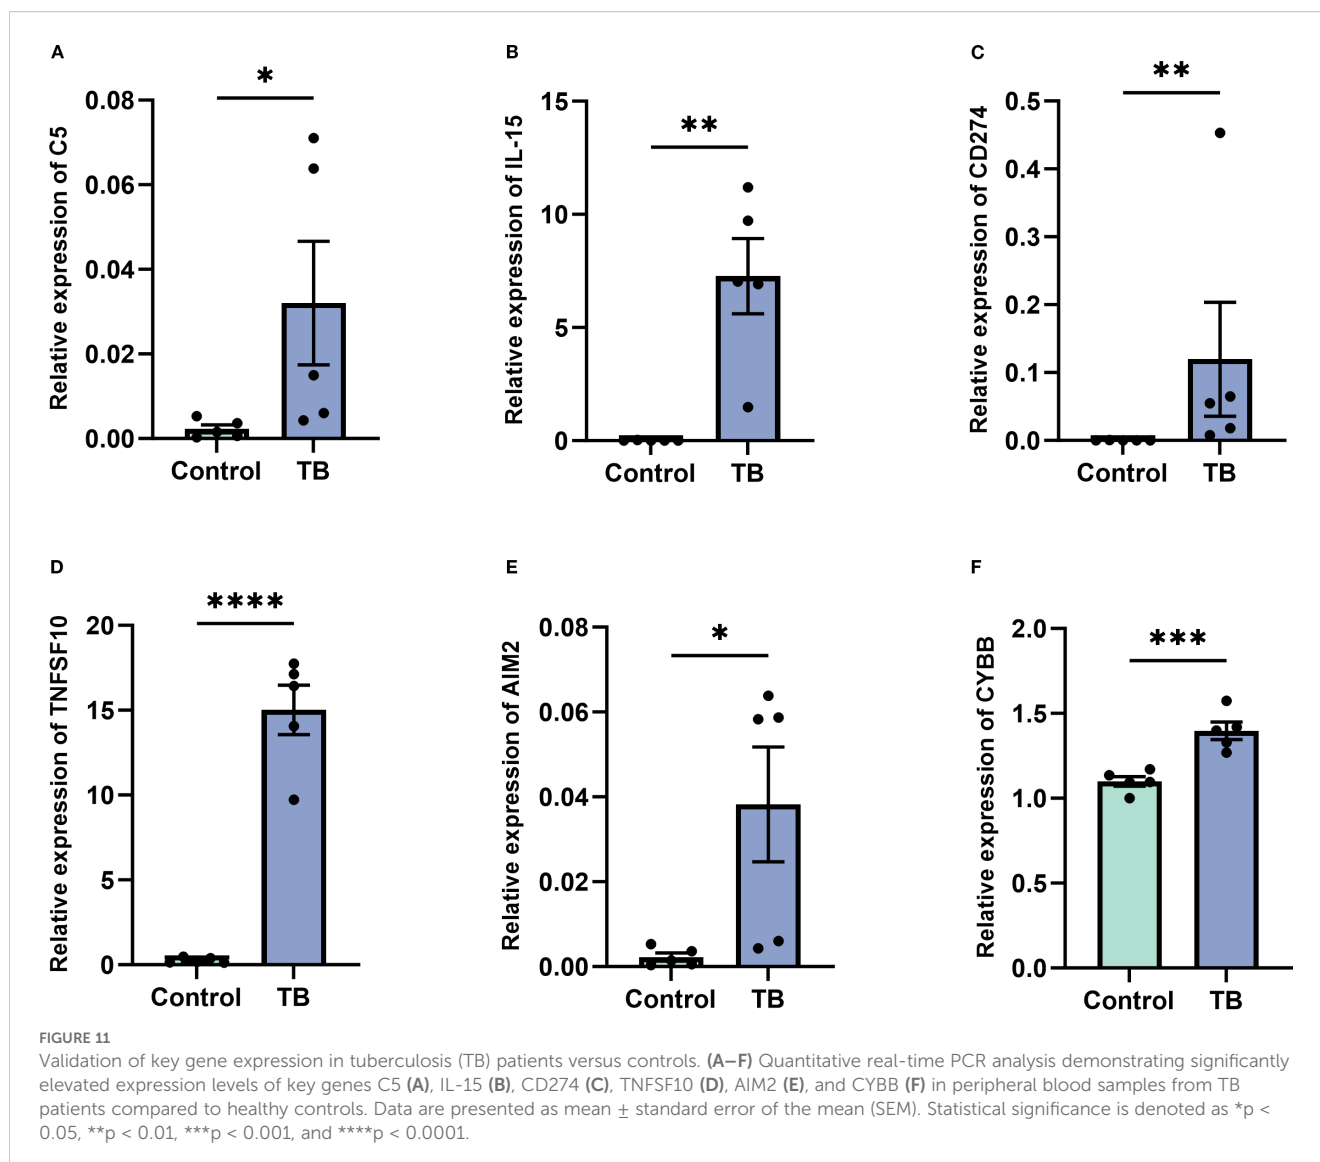 A
*
Relative expression of C5
0.08
0.06
0.04
0.02
0.00
Control TB
B
**
Relative expression of IL-15
15
10
5
0
Control TB
C
**
Relative expression of CD274
0.5
0.4
0.3
0.2
0.1
0.0
Control TB
D
****
Relative expression of TNFSF10
20
15
10
5
0
Control TB
E
*
Relative expression of AIM2
0.08
0.06
0.04
0.02
0.00
Control TB
F
***
Relative expression of CYBB
2.0
1.5
1.0
0.5
0.0
Control TB
FIGURE 11
Validation of key gene expression in tuberculosis (TB) patients versus controls. (A–F) Quantitative real-time PCR analysis demonstrating significantly
elevated expression levels of key genes C5 (A), IL-15 (B), CD274 (C), TNFSF10 (D), AIM2 (E), and CYBB (F) in peripheral blood samples from TB
patients compared to healthy controls. Data are presented as mean ± standard error of the mean (SEM). Statistical significance is denoted as *p <
0.05, **p < 0.01, ***p < 0.001, and ****p < 0.0001.